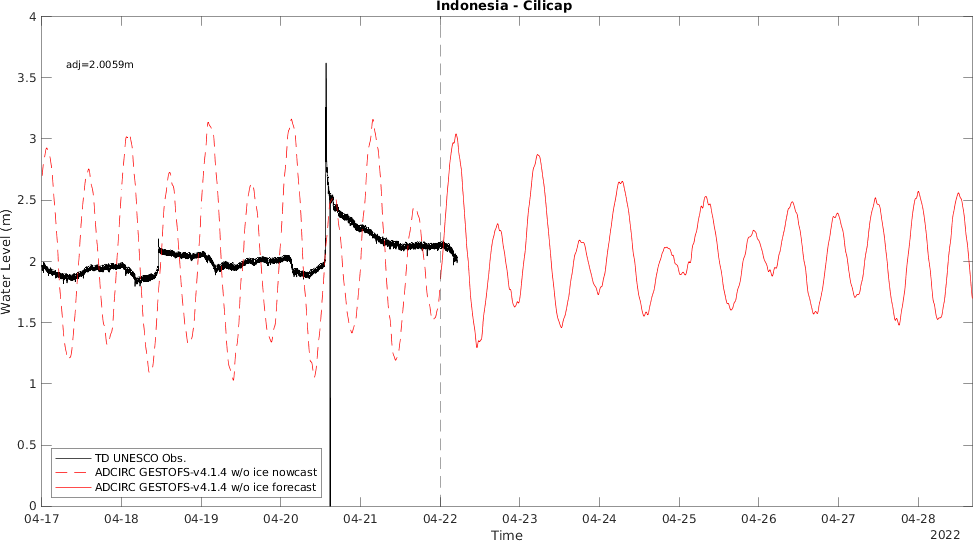 Indonesia - Cilicap
adj=2.0059m
4
3.5
3
2.5
2
1.5
1
0.5
0
Water Level (m)
TD UNESCO Obs.
ADCIRC GESTOFS-v4.1.4 w/o ice nowcast
ADCIRC GESTOFS-v4.1.4 w/o ice forecast
04-17 04-18 04-19 04-20 04-21 04-22 04-23 04-24 04-25 04-26 04-27 04-28
Time
2022